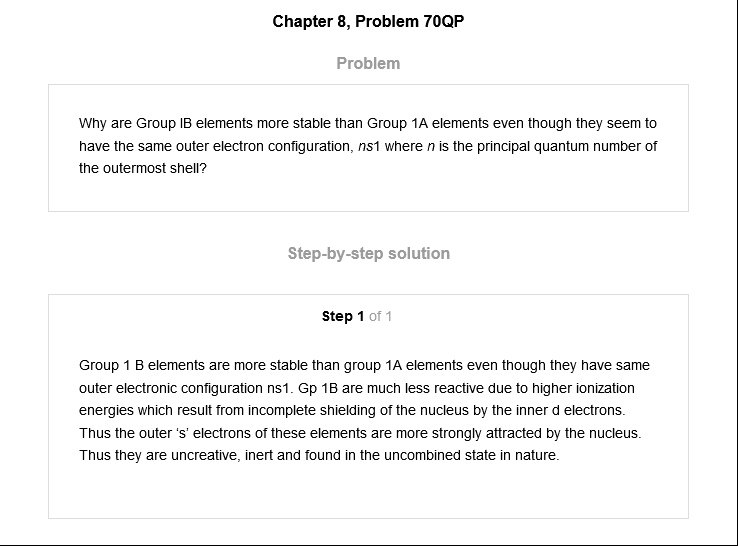 Chapter 8, Problem 70QP
Problem
Why are Group IB elements more stable than Group 1A elements even though they seem to
have the same outer electron configuration, ns1 where n is the principal quantum number of
the outermost shell?
Step-by-step solution
Step 1 of 1
Group 1 B elements are more stable than group 1A elements even though they have same
outer electronic configuration ns1. Gp 1B are much less reactive due to higher ionization
energies which result from incomplete shielding of the nucleus by the inner d electrons.
Thus the outer ‘s’ electrons of these elements are more strongly attracted by the nucleus.
Thus they are uncreative, inert and found in the uncombined state in nature.